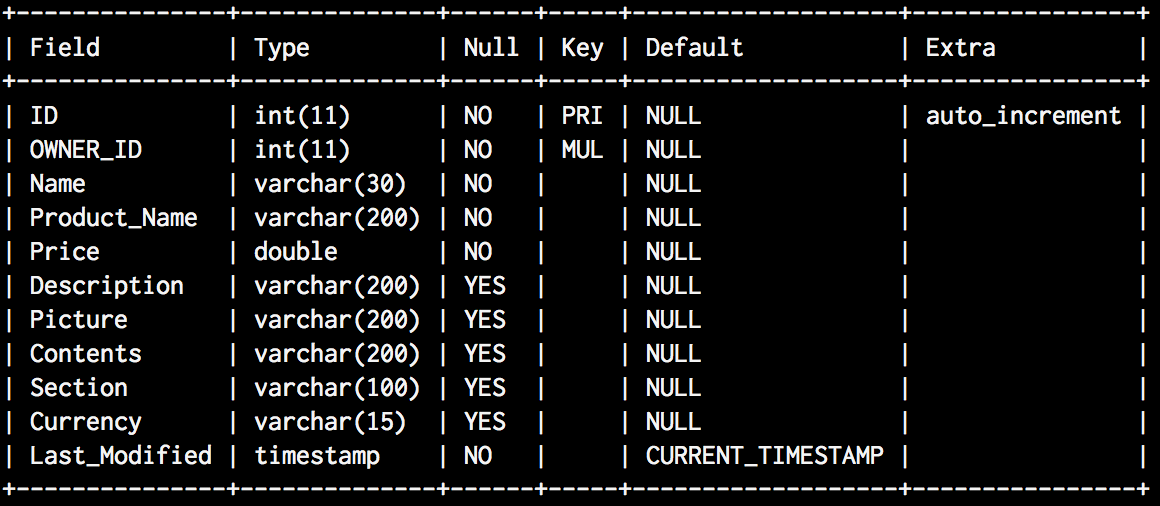 +---------------+--------------+------+-----+-------------------+----------------+
| Field         | Type         | Null | Key | Default           | Extra          |
+---------------+--------------+------+-----+-------------------+----------------+
| ID            | int(11)      | NO   | PRI | NULL              | auto_increment |
| OWNER_ID      | int(11)      | NO   | MUL | NULL              |                |
| Name          | varchar(30)  | NO   |     | NULL              |                |
| Product_Name  | varchar(200) | NO   |     | NULL              |                |
| Price         | double       | NO   |     | NULL              |                |
| Description   | varchar(200) | YES  |     | NULL              |                |
| Picture       | varchar(200) | YES  |     | NULL              |                |
| Contents      | varchar(200) | YES  |     | NULL              |                |
| Section       | varchar(100) | YES  |     | NULL              |                |
| Currency      | varchar(15)  | YES  |     | NULL              |                |
| Last_Modified | timestamp    | NO   |     | CURRENT_TIMESTAMP |                |
+---------------+--------------+------+-----+-------------------+----------------+